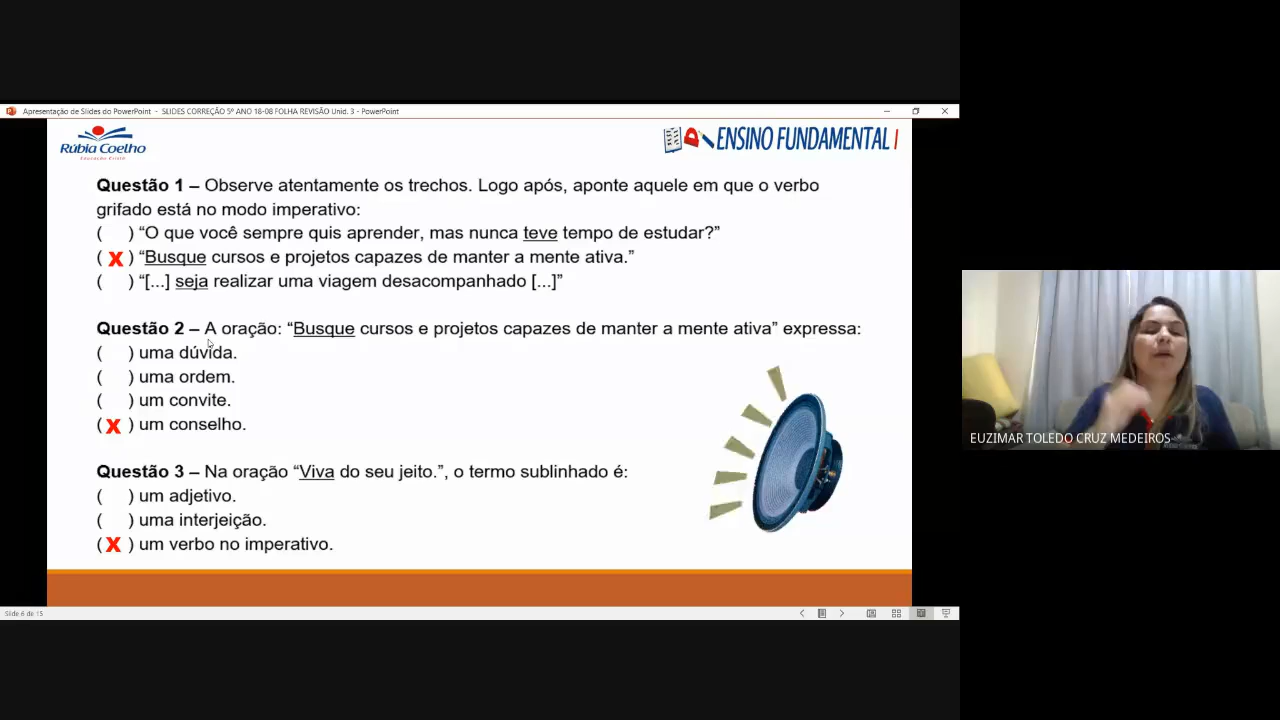 Apresentação de Slides do PowerPoint - SLIDES CORREÇÃO 5º ANO 18-08 FOLHA REVISÃO Unid. 3 - PowerPoint
Rúbia Coelho
Educação Cristã
ENSINO FUNDAMENTAL I
Questão 1 – Observe atentamente os trechos. Logo após, aponte aquele em que o verbo
grifado está no modo imperativo:
( ) “O que você sempre quis aprender, mas nunca teve tempo de estudar?”
( X ) “Busque cursos e projetos capazes de manter a mente ativa.”
( ) “[...] seja realizar uma viagem desacompanhado [...]”
Questão 2 – A oração: “Busque cursos e projetos capazes de manter a mente ativa” expressa:
( ) uma dúvida.
( ) uma ordem.
( ) um convite.
( X ) um conselho.
Questão 3 – Na oração “Viva do seu jeito.”, o termo sublinhado é:
( ) um adjetivo.
( ) uma interjeição.
( X ) um verbo no imperativo.
EUZIMAR TOLEDO CRUZ MEDEIROS
Slide 6 de 15